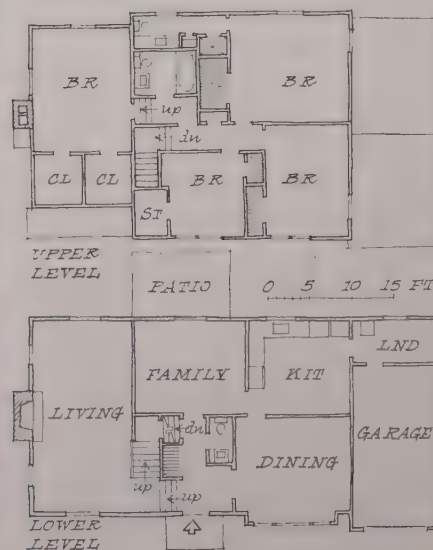 BR
BR
up
dn
CL
CL
BR
BR
ST
UPPER
LEVEL
PATIO
0 5 10 15 FT
LND
FAMILY
KIT
LIVING
dn
GARAGE
DINING
up
up
LOWER
LEVEL